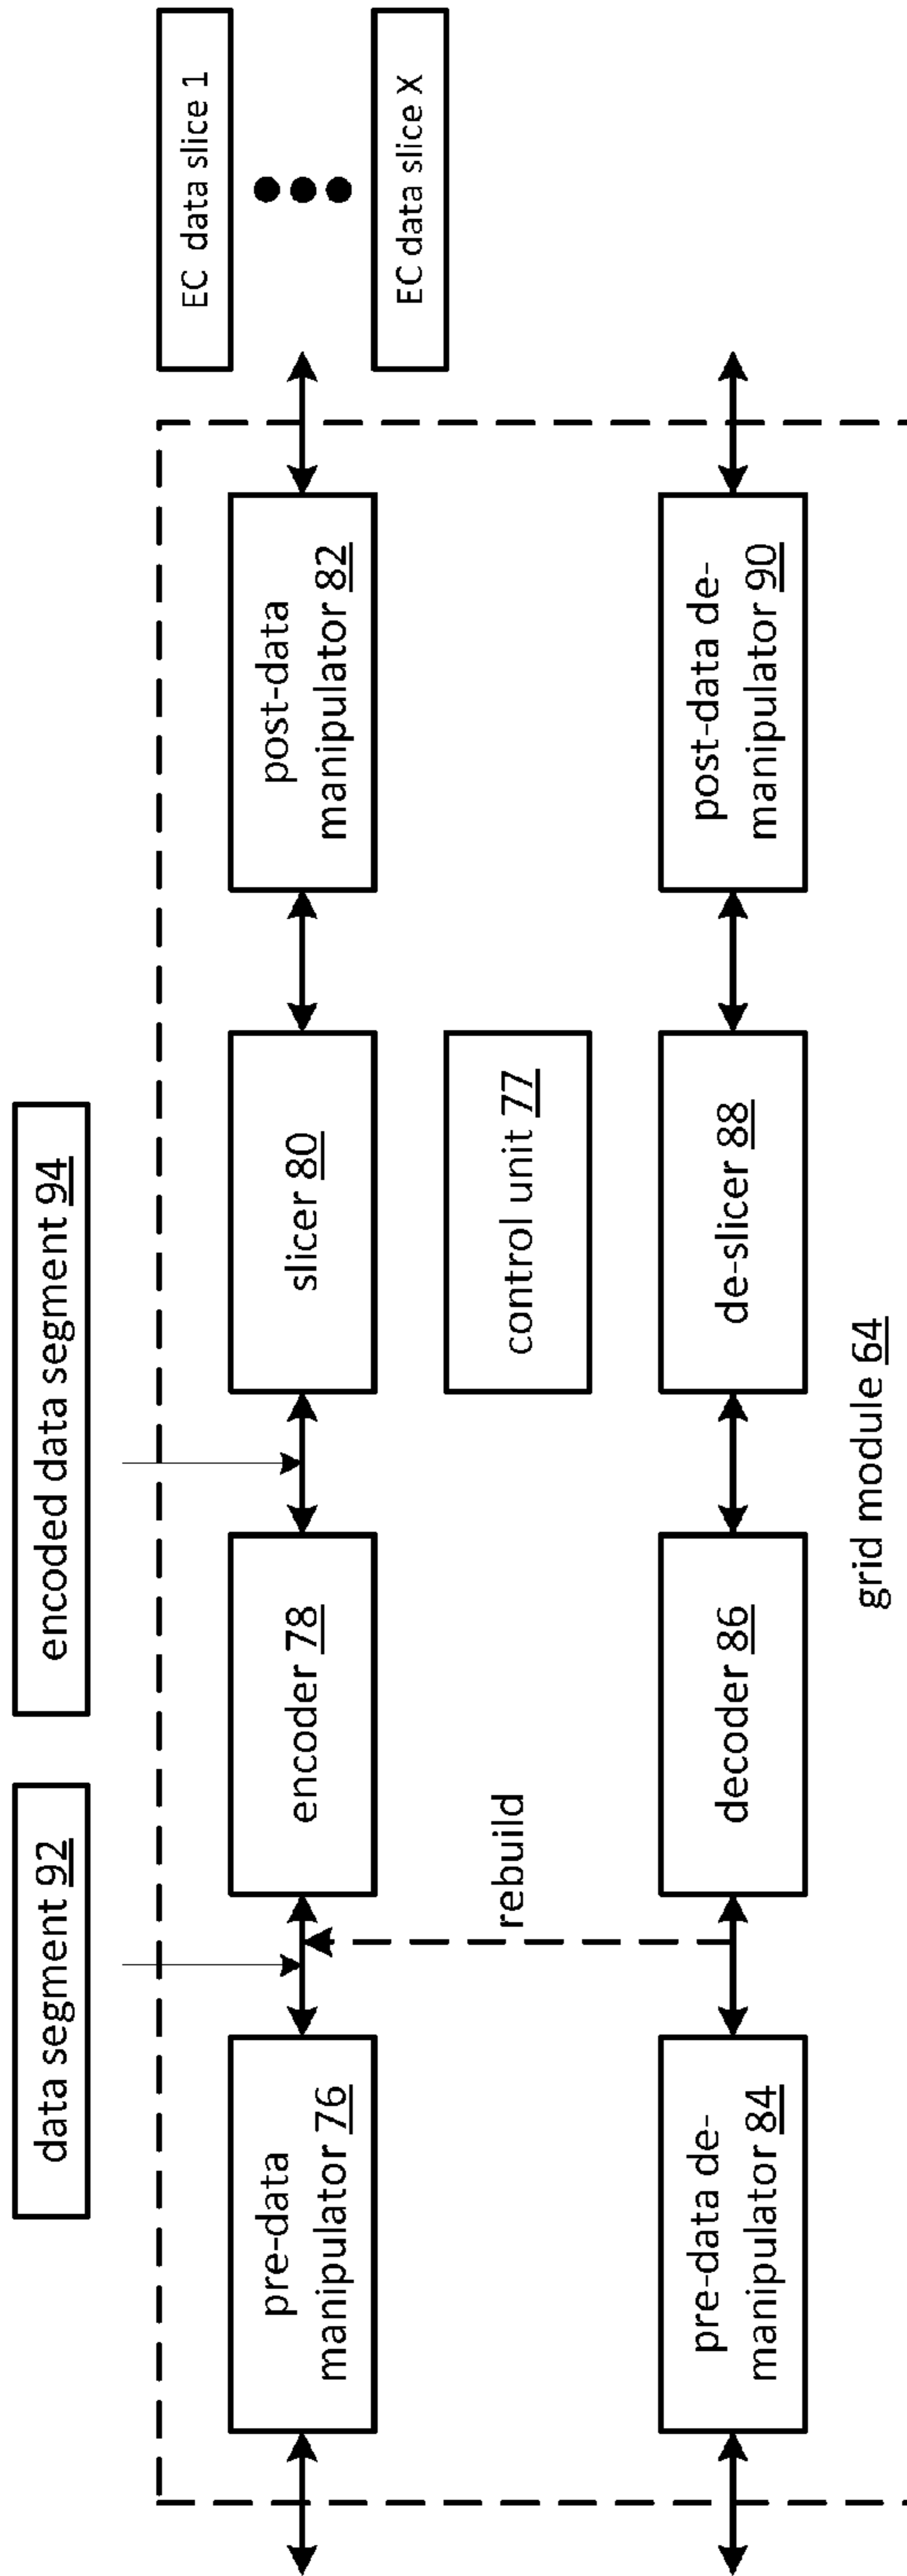 data segment 92
encoded data segment 94
EC data slice 1
EC data slice X
pre-data
manipulator 76
encoder 78
slicer 80
post-data
manipulator 82
rebuild
control unit 77
pre-data de-
manipulator 84
decoder 86
de-slicer 88
post-data de-
manipulator 90
grid module 64